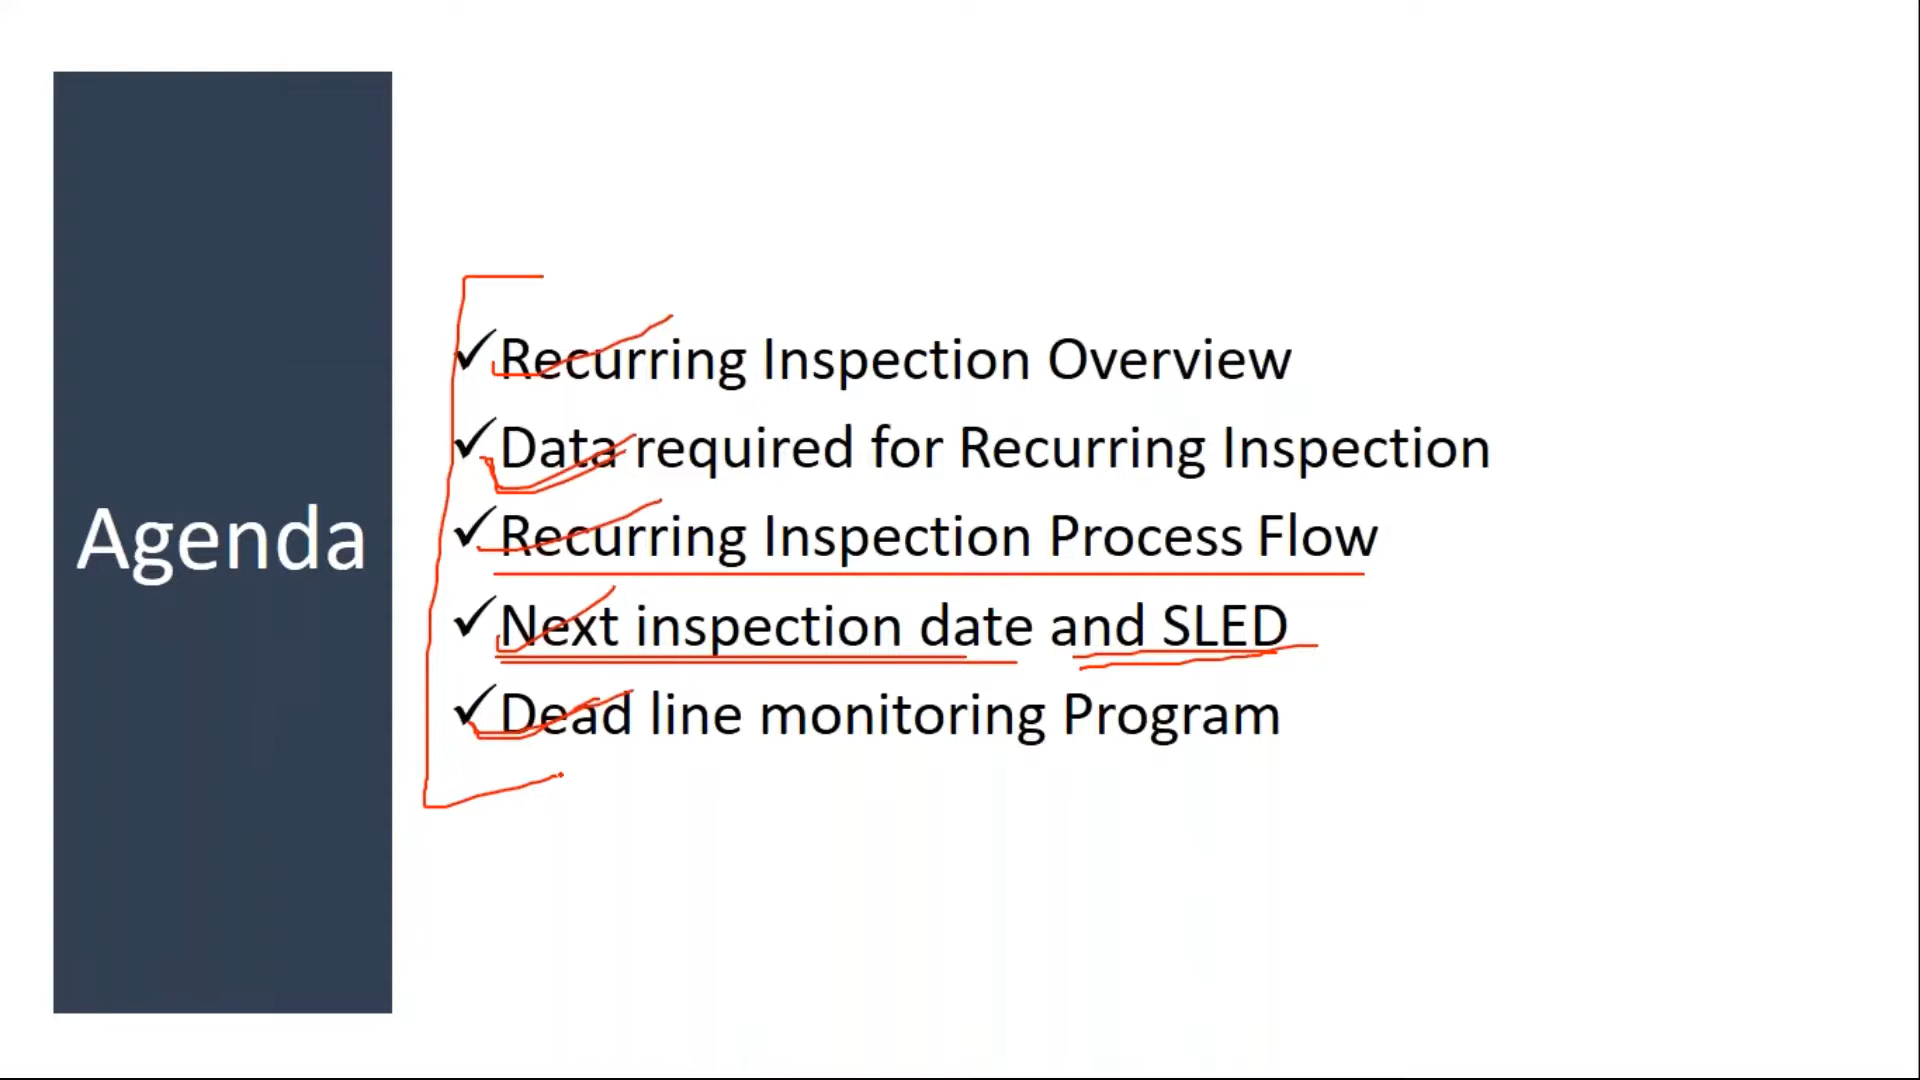 Agenda
Recurring Inspection Overview
Data required for Recurring Inspection
Recurring Inspection Process Flow
Next inspection date and SLED
Dead line monitoring Program